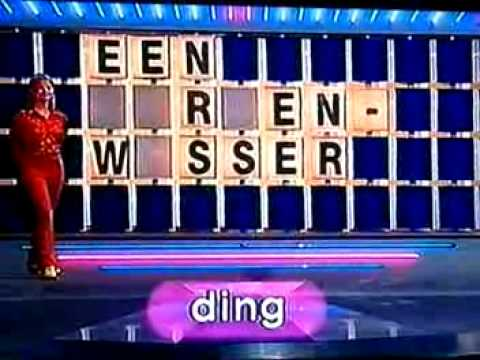 EEN
R EN-
W SSER
ding